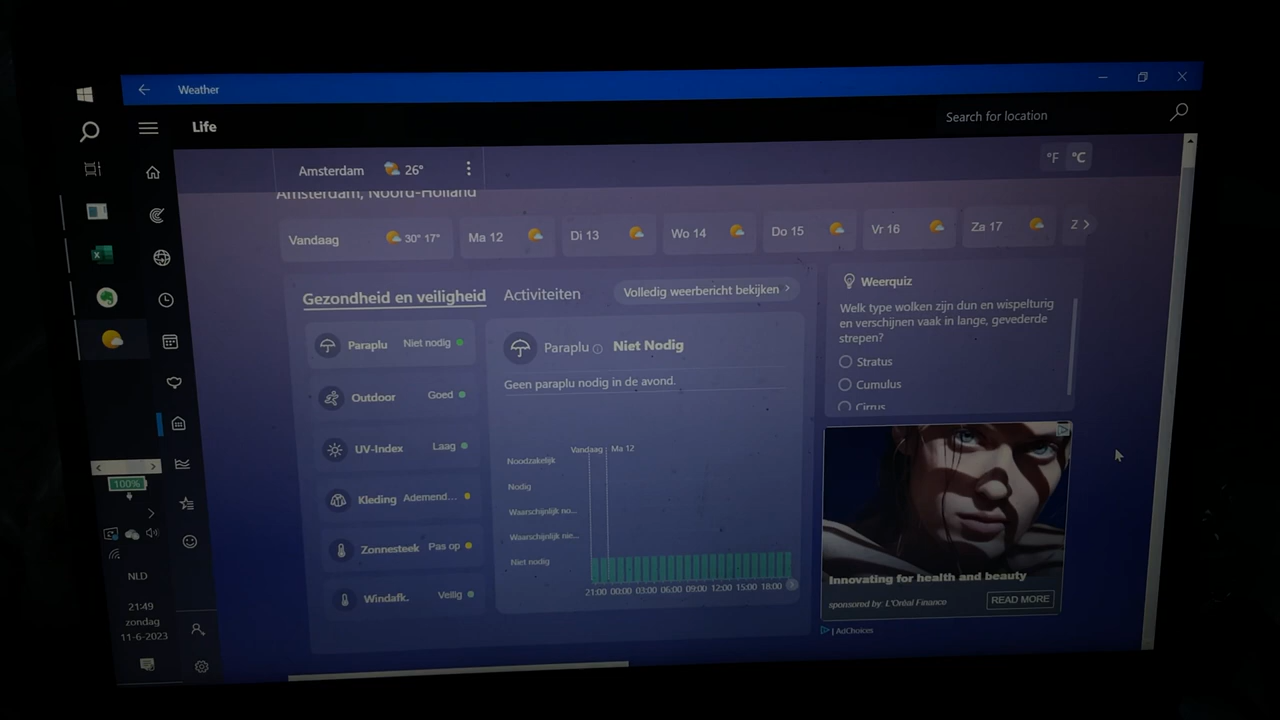 Weather
Life
Search for location
Amsterdam 26°
°F °C
Amsterdam, Noord-Holland
Vandaag 30° 17°
Ma 12
Di 13
Wo 14
Do 15
Vr 16
Za 17
Z
Gezondheid en veiligheid
Activiteiten
Volledig weerbericht bekijken
Paraplu Niet nodig
Outdoor Goed
UV-Index Laag
Kleding Ademend...
Zonnesteek Pas op
Windafk. Veilig
Paraplu Niet Nodig
Geen paraplu nodig in de avond.
Vandaag Ma 12
Noodzakelijk
Nodig
Waarschijnlijk no...
Waarschijnlijk nie...
Niet nodig
21:00 00:00 03:00 06:00 09:00 12:00 15:00 18:00
Weerquiz
Welk type wolken zijn dun en wispelturig
en verschijnen vaak in lange, gevederde
strepen?
Stratus
Cumulus
Cirrus
Innovating for health and beauty
sponsored by: L'Oréal Finance
READ MORE
AdChoices
100%
NLD
21:49
zondag
11-6-2023